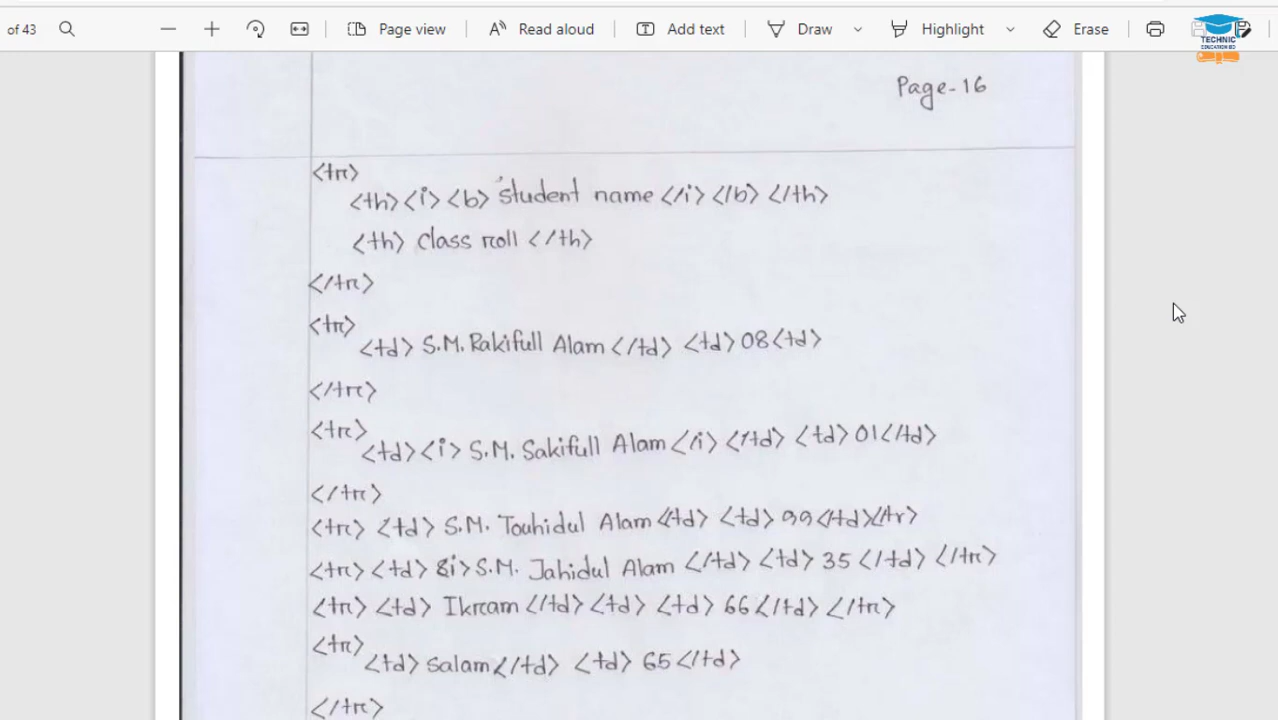 of 43
Page view
Read aloud
Add text
Draw
Highlight
Erase
TECHNIC
EDUCATION BD
Page-16
<tr>
<th><i><b> student name </i></b></th>
<th> class roll </th>
</tr>
<tr>
<td> S.M. Rakifull Alam </td> <td> 08<td>
</tr>
<tr>
<td><i> S.M. Sakifull Alam </i> </td> <td> 01</td>
</tr>
<tr> <td> S.M. Touhidul Alam </td> <td> 99</td></tr>
<tr> <td> <i> S.M. Jahidul Alam </td> <td> 35 </td> </tr>
<tr> <td> Ikram </td> <td> <td> 66 </td> </tr>
<tr>
<td> Salam </td> <td> 65 </td>
</tr>